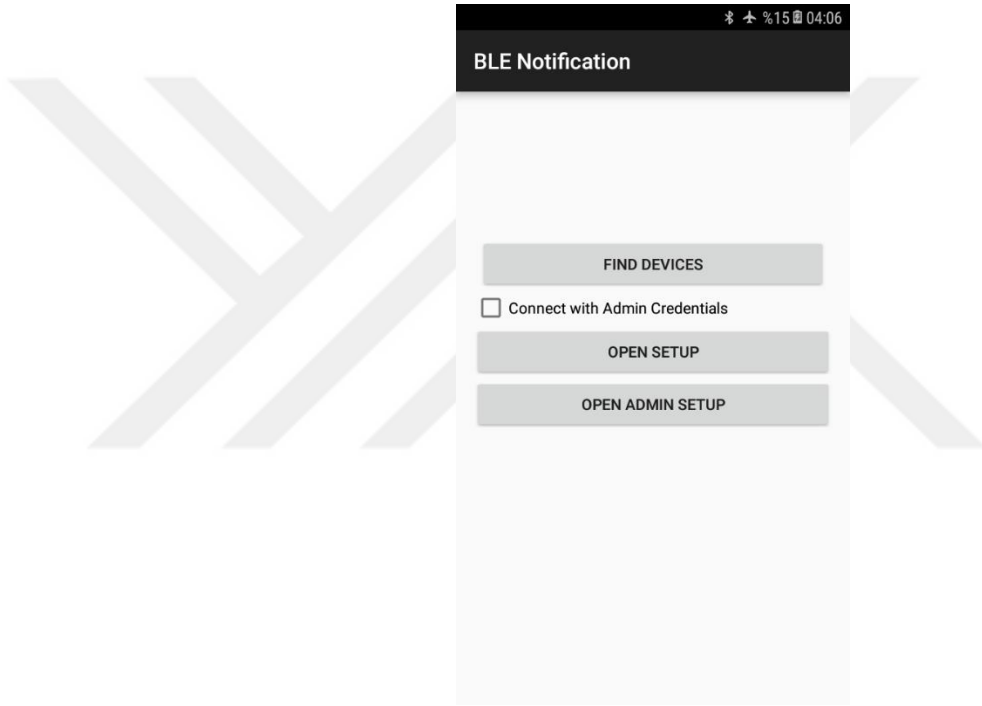 %15 04:06
BLE Notification
FIND DEVICES
Connect with Admin Credentials
OPEN SETUP
OPEN ADMIN SETUP